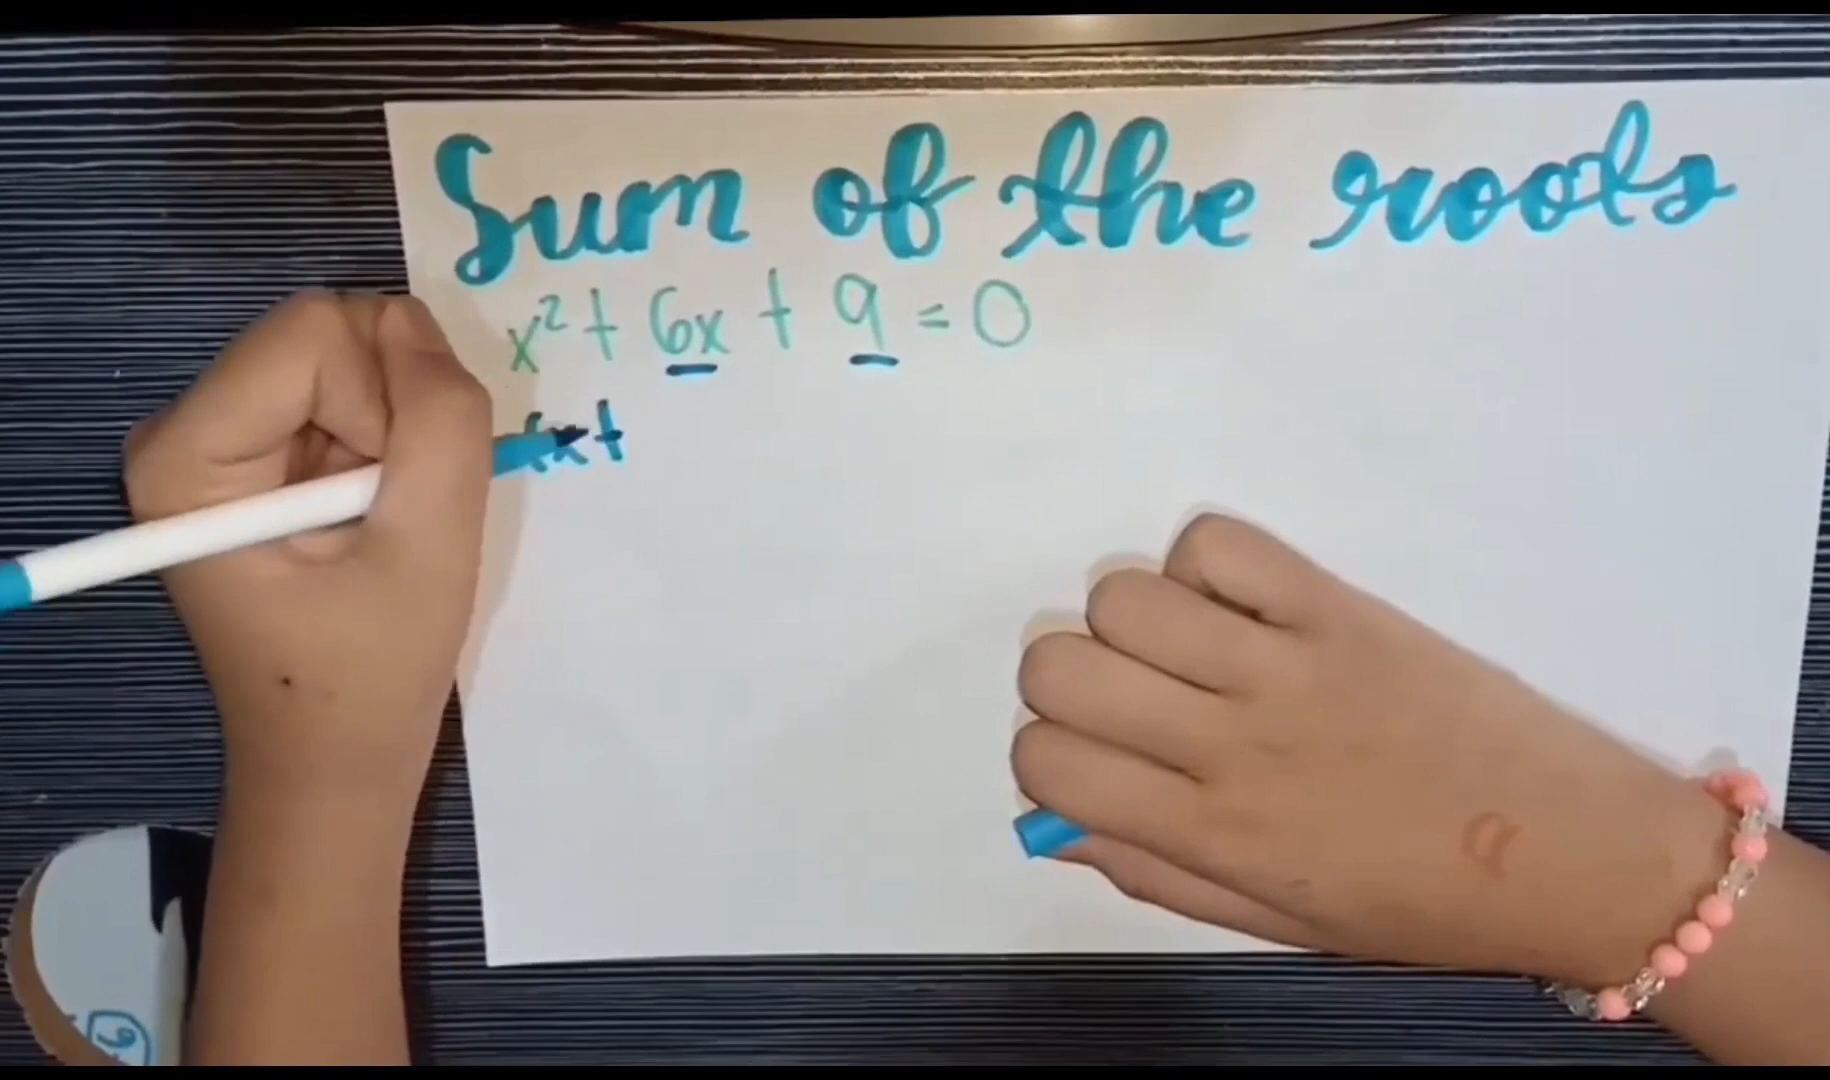 Sum of the roots
x² + 6x + 9 = 0
(x+